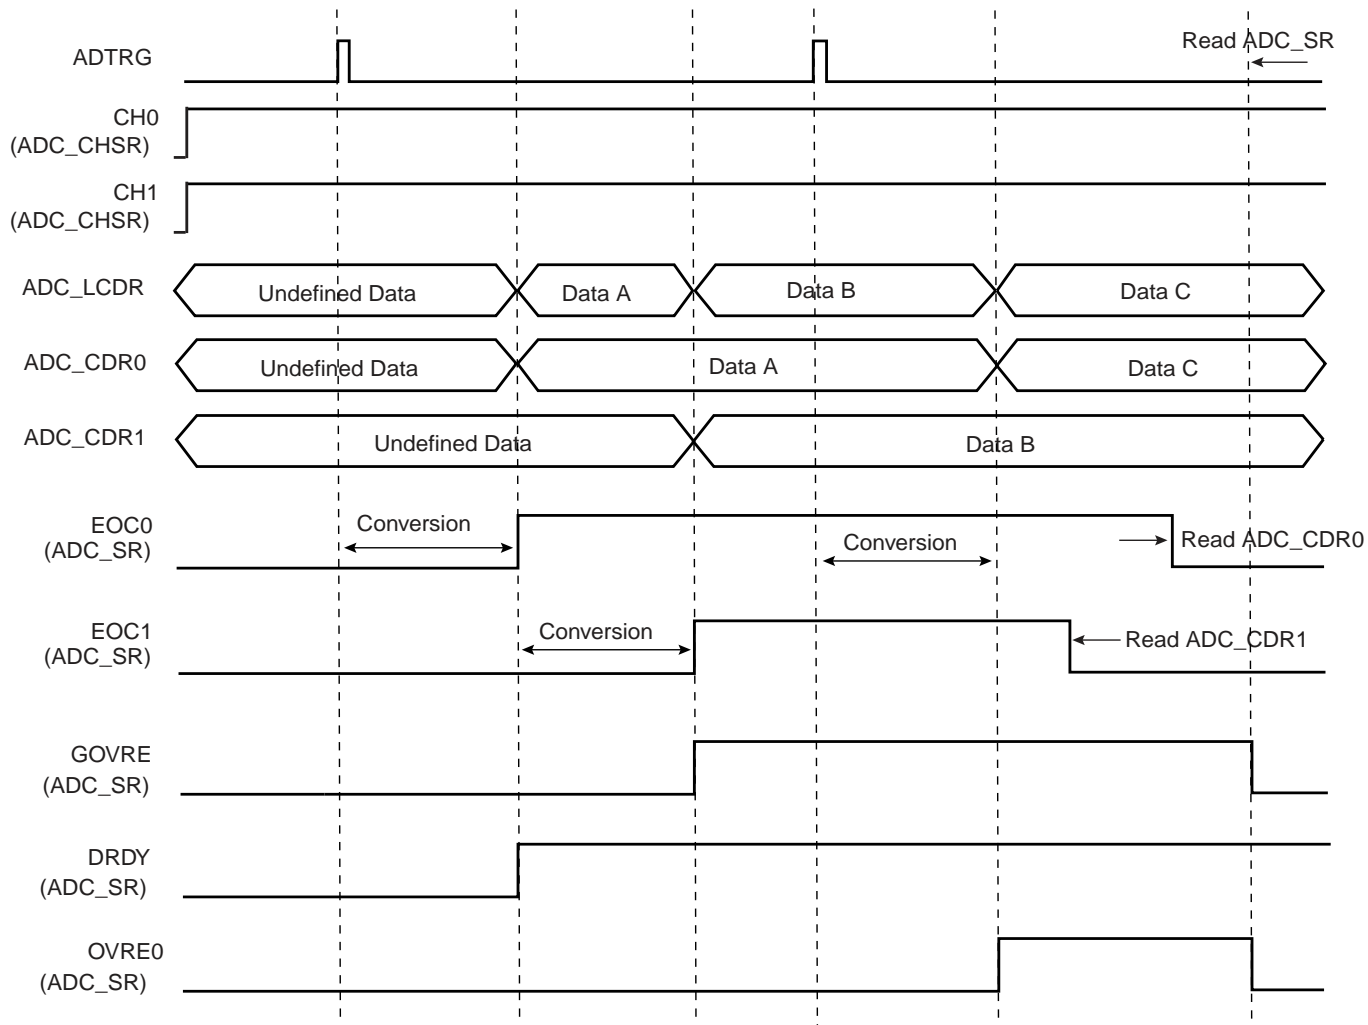 ADTRG
Read ADC_SR
CH0
(ADC_CHSR)
CH1
(ADC_CHSR)
ADC_LCDR
Undefined Data
Data A
Data B
Data C
ADC_CDR0
Undefined Data
Data A
Data C
ADC_CDR1
Undefined Data
Data B
EOC0
(ADC_SR)
Conversion
Conversion
Read ADC_CDR0
EOC1
(ADC_SR)
Conversion
Read ADC_CDR1
GOVRE
(ADC_SR)
DRDY
(ADC_SR)
OVRE0
(ADC_SR)